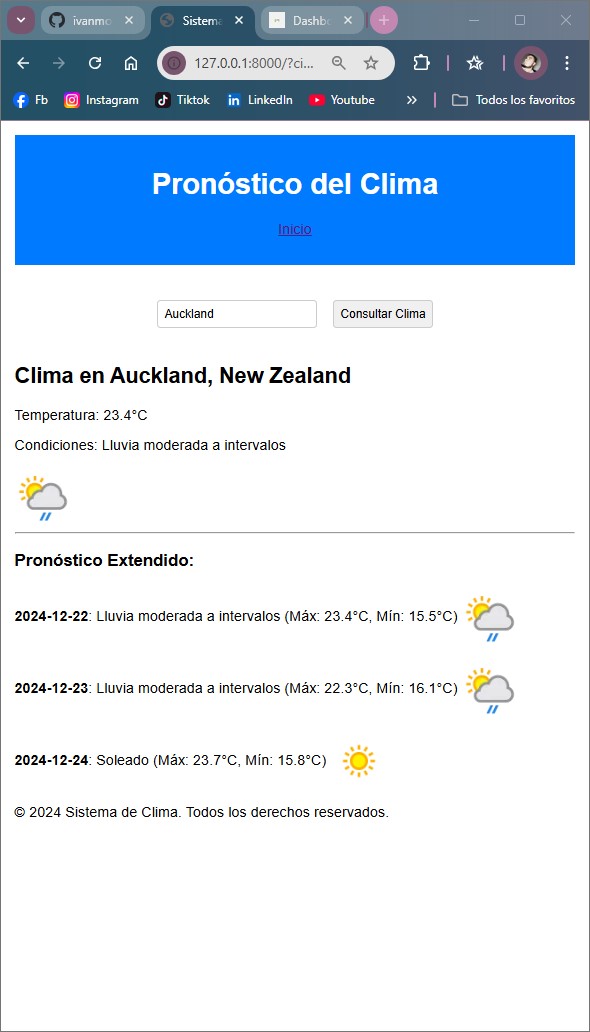 ivanmo
Sistema
Dashbo
127.0.0.1:8000/?ci...
Fb
Instagram
Tiktok
LinkedIn
Youtube
Todos los favoritos
Pronóstico del Clima
Inicio
Auckland
Consultar Clima
Clima en Auckland, New Zealand
Temperatura: 23.4°C
Condiciones: Lluvia moderada a intervalos
Pronóstico Extendido:
2024-12-22: Lluvia moderada a intervalos (Máx: 23.4°C, Mín: 15.5°C)
2024-12-23: Lluvia moderada a intervalos (Máx: 22.3°C, Mín: 16.1°C)
2024-12-24: Soleado (Máx: 23.7°C, Mín: 15.8°C)
© 2024 Sistema de Clima. Todos los derechos reservados.